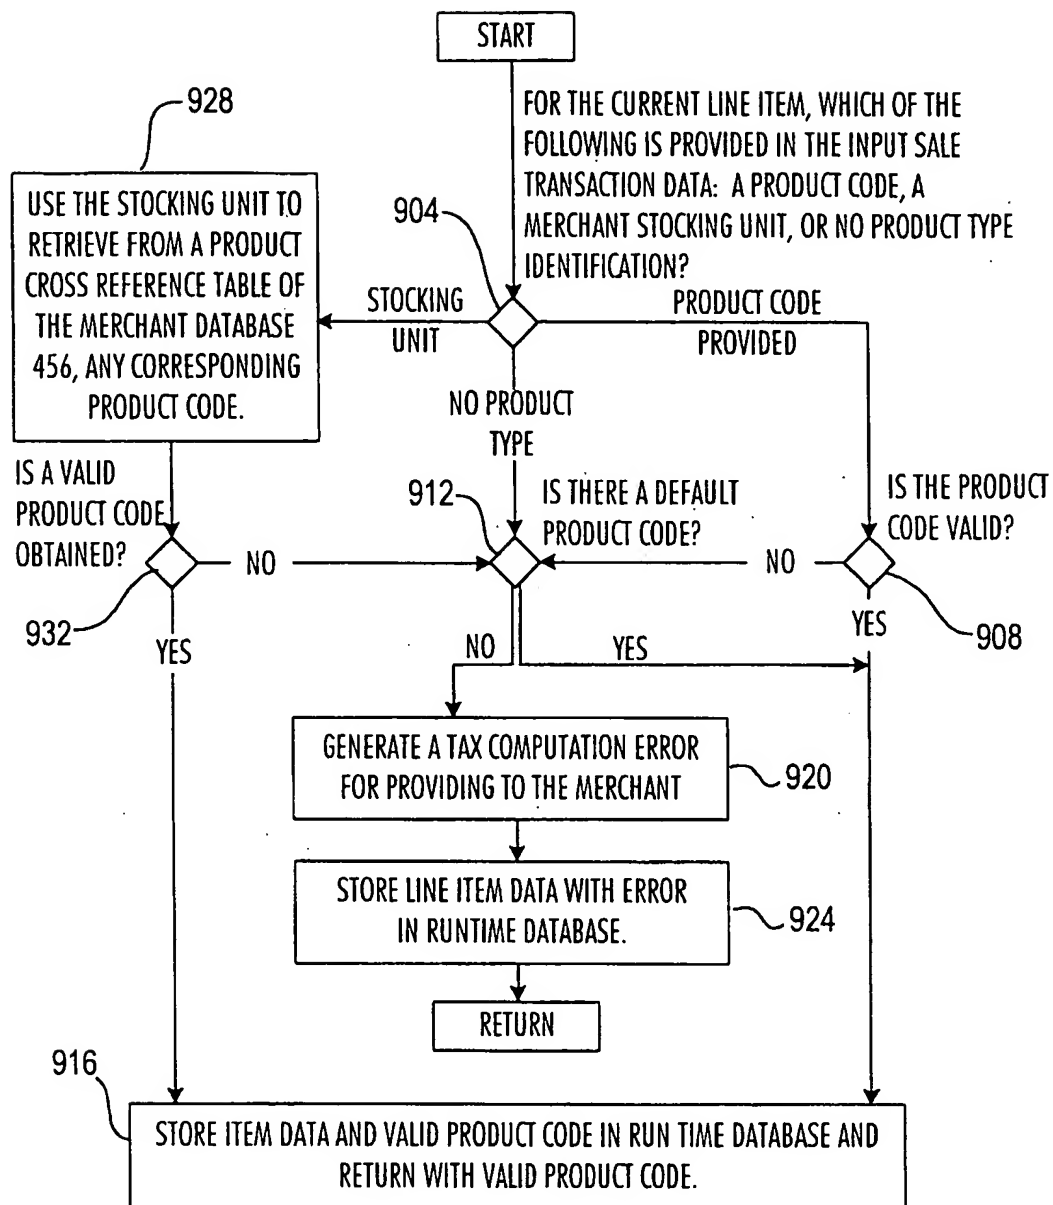 START
FOR THE CURRENT LINE ITEM, WHICH OF THE
FOLLOWING IS PROVIDED IN THE INPUT SALE
TRANSACTION DATA: A PRODUCT CODE, A
MERCHANT STOCKING UNIT, OR NO PRODUCT TYPE
IDENTIFICATION?
928
USE THE STOCKING UNIT TO
RETRIEVE FROM A PRODUCT
CROSS REFERENCE TABLE OF
THE MERCHANT DATABASE
456, ANY CORRESPONDING
PRODUCT CODE.
904
STOCKING
UNIT
PRODUCT CODE
PROVIDED
NO PRODUCT
TYPE
IS A VALID
PRODUCT CODE
OBTAINED?
932
NO
YES
912
IS THERE A DEFAULT
PRODUCT CODE?
IS THE PRODUCT
CODE VALID?
NO
908
YES
NO
YES
GENERATE A TAX COMPUTATION ERROR
FOR PROVIDING TO THE MERCHANT
920
STORE LINE ITEM DATA WITH ERROR
IN RUNTIME DATABASE.
924
RETURN
916
STORE ITEM DATA AND VALID PRODUCT CODE IN RUN TIME DATABASE AND
RETURN WITH VALID PRODUCT CODE.